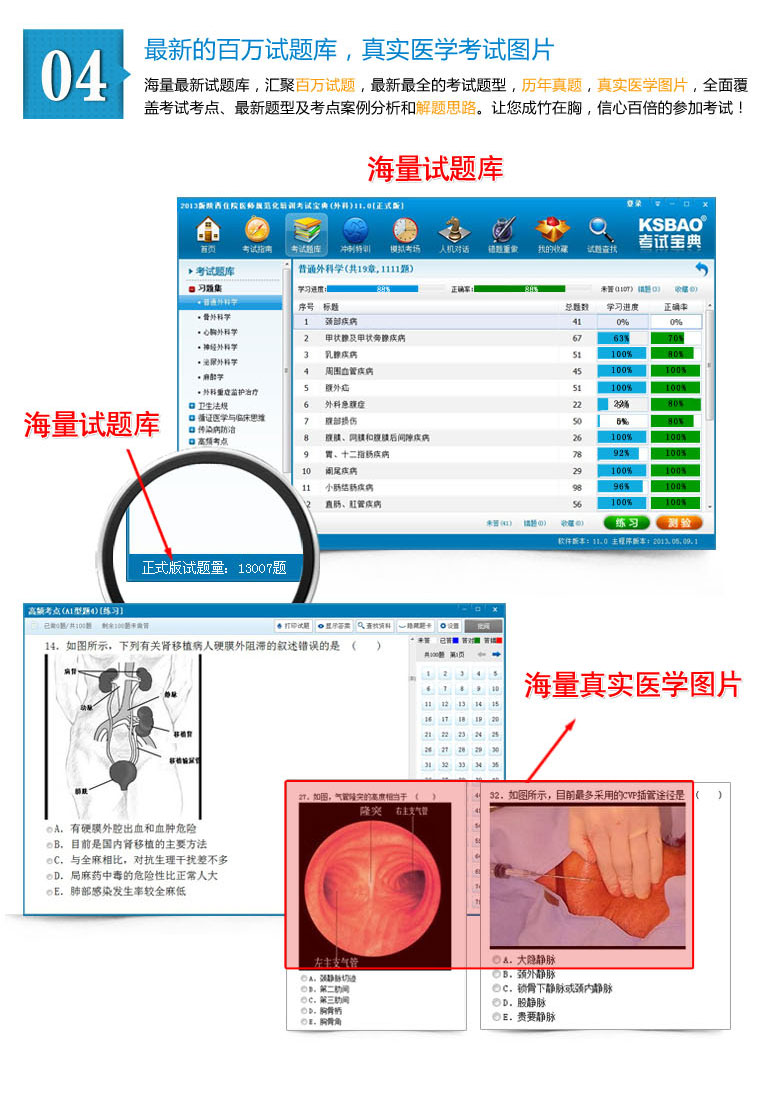 04
最新的百万试题库，真实医学考试图片
海量最新试题库，汇聚百万试题，最新最全的考试题型，历年真题，真实医学图片，全面覆
盖考试考点、最新题型及考点案例分析和解题思路。让您成竹在胸，信心百倍的参加考试！
海量试题库
2013版陕西住院医师规范化培训考试宝典(外科)11.0[正式版]
登录
首页 考试指南 考试题库 冲刺特训 模拟考场 人机对话 错题重做 我的收藏 试题查找
KSBAO®
考试宝典
考试题库
习题集
普通外科学
骨外科学
心胸外科学
神经外科学
泌尿外科学
麻醉学
外科重症监护治疗
卫生法规
循证医学与临床思维
传染病防治
高频考点
普通外科学(共19章,1111题)
学习进度: 88% 正确率: 88% 未答(1107) 错题(3) 收藏(0)
序号 标题 总题数 学习进度 正确率
1 颈部疾病 41 0% 0%
2 甲状腺及甲状旁腺疾病 67 63% 70%
3 乳腺疾病 51 100% 80%
4 周围血管疾病 45 100% 100%
5 腹外疝 51 100% 100%
6 外科急腹症 22 22% 80%
7 腹部损伤 50 5% 80%
8 腹膜、网膜和腹膜后间隙疾病 26 100% 100%
9 胃、十二指肠疾病 78 92% 100%
10 阑尾疾病 29 100% 100%
11 小肠结肠疾病 98 96% 100%
12 直肠、肛管疾病 56 100% 100%
未答(41) 错题(0) 收藏(0) 练习 测验
软件版本：11.0 主程序版本：2013.05.09.1
海量试题库
正式版试题量：13007题
高频考点(A1型题4)[练习]
已做0题/共100题 剩余100题未做答
打印试题 显示答案 查找资料 隐藏题卡 设置 交卷
未答 已答 答对 答错
共100题 第1页
14. 如图所示，下列有关肾移植病人硬膜外阻滞的叙述错误的是 （ ）
病肾
动脉
静脉
移植肾
移植输尿管
膀胱
A. 有硬膜外腔出血和血肿危险
B. 目前是国内肾移植的主要方法
C. 与全麻相比，对抗生理干扰差不多
D. 局麻药中毒的危险性比正常人大
E. 肺部感染发生率较全麻低
1 2 3 4 5
6 7 8 9 10
11 12 13 14 15
16 17 18 19 20
21 22 23 24 25
26 27 28 29 30
31 32 33 34 35
海量真实医学图片
27. 如图，气管隆突的高度相当于 （ ）
隆突 右主支气管
左主支气管
A. 颈静脉切迹
B. 第二肋间
C. 第三肋间
D. 胸骨柄
E. 胸骨角
32. 如图所示，目前最多采用的CVP插管途径是 （ ）
A. 大隐静脉
B. 颈外静脉
C. 锁骨下静脉或颈内静脉
D. 股静脉
E. 贵要静脉